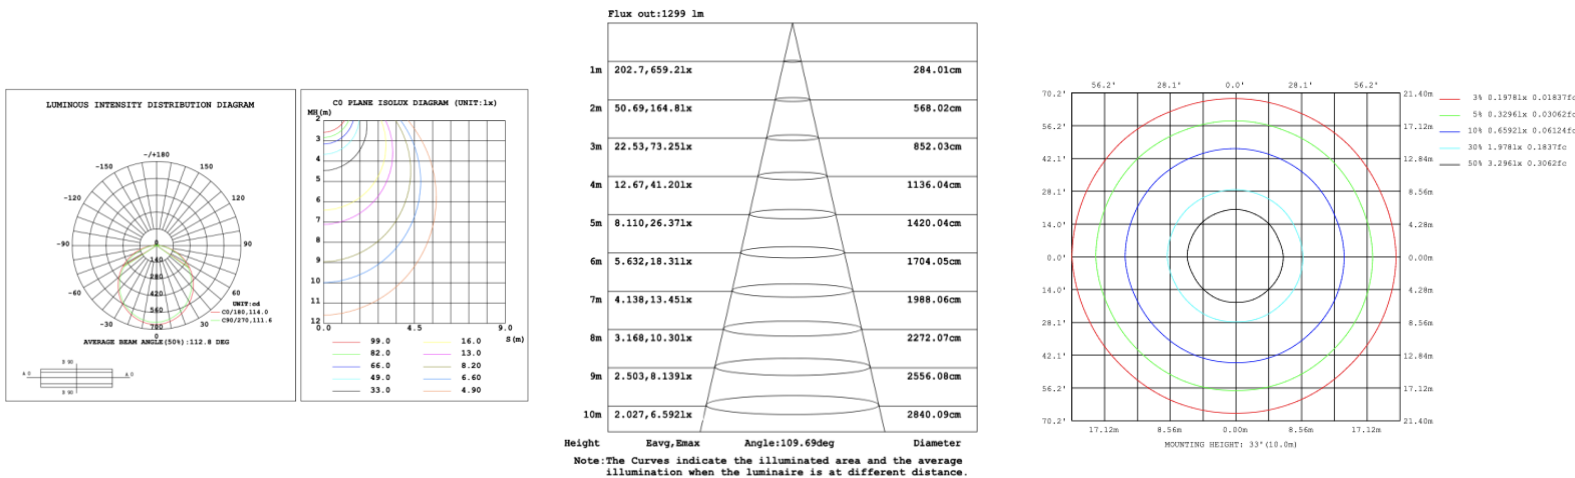 LUMINOUS INTENSITY DISTRIBUTION DIAGRAM
-/+180
-150
150
-120
120
-90
90
-60
60
-30
30
0
0
140
280
420
560
700
UNIT:cd
C0/180,114.0
C90/270,111.6
AVERAGE BEAM ANGLE(50%):112.8 DEG
C0 PLANE ISOLUX DIAGRAM (UNIT:lx)
MH(m)
2
3
4
5
6
7
8
9
10
11
12
0.0
4.5
9.0
S(m)
99.0
16.0
82.0
13.0
66.0
8.20
49.0
6.60
33.0
4.90
Flux out:1299 lm
1m 202.7,659.2lx 284.01cm
2m 50.69,164.8lx 568.02cm
3m 22.53,73.25lx 852.03cm
4m 12.67,41.20lx 1136.04cm
5m 8.110,26.37lx 1420.04cm
6m 5.632,18.31lx 1704.05cm
7m 4.138,13.45lx 1988.06cm
8m 3.168,10.30lx 2272.07cm
9m 2.503,8.139lx 2556.08cm
10m 2.027,6.592lx 2840.09cm
Height Eavg,Emax Angle:109.69deg Diameter
Note:The Curves indicate the illuminated area and the average
illumination when the luminaire is at different distance.
56.2' 28.1' 0.0' 28.1' 56.2'
70.2' 21.40m
56.2' 17.12m
42.1' 12.84m
28.1' 8.56m
14.0' 4.28m
0.0' 0.00m
14.0' 4.28m
28.1' 8.56m
42.1' 12.84m
56.2' 17.12m
70.2' 21.40m
17.12m 8.56m 0.00m 8.56m 17.12m
MOUNTING HEIGHT: 33"(10.0m)
3% 0.1978lx 0.01837fc
5% 0.3296lx 0.03062fc
10% 0.6592lx 0.06124fc
30% 1.978lx 0.1837fc
50% 3.296lx 0.3062fc